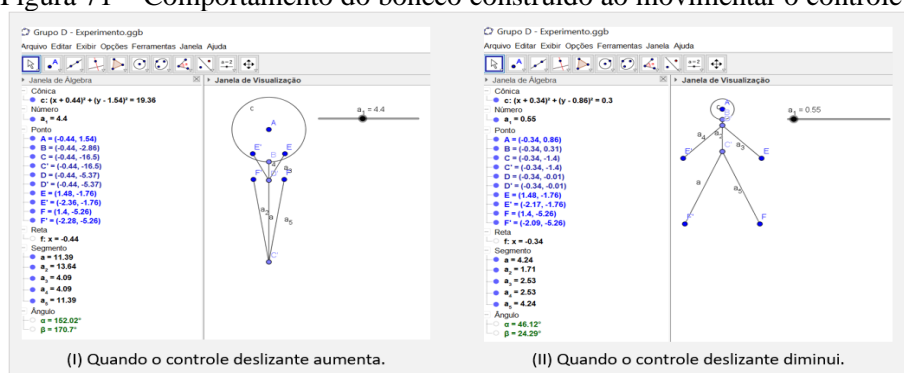 Figura 71 – Comportamento do boneco construído ao movimentar o controle
Grupo D - Experimento.ggb
Arquivo Editar Exibir Opções Ferramentas Janela Ajuda
Janela de Álgebra
Janela de Visualização
Cônica
c: (x + 0.44)² + (y - 1.54)² = 19.36
Número
a₁ = 4.4
Ponto
A = (-0.44, 1.54)
B = (-0.44, -2.86)
C = (-0.44, -16.5)
C' = (-0.44, -16.5)
D = (-0.44, -5.37)
D' = (-0.44, -5.37)
E = (1.48, -1.76)
E' = (-2.36, -1.76)
F = (1.4, -5.26)
F' = (-2.28, -5.26)
Reta
f: x = -0.44
Segmento
a = 11.39
a₂ = 13.64
a₃ = 4.09
a₄ = 4.09
a₅ = 11.39
Ângulo
α = 152.02°
β = 170.7°
c
A
B
E'
E
F'
a₂
a
a₅
C'
a₁ = 4.4
(I) Quando o controle deslizante aumenta.
Grupo D - Experimento.ggb
Arquivo Editar Exibir Opções Ferramentas Janela Ajuda
Janela de Álgebra
Janela de Visualização
Cônica
c: (x + 0.34)² + (y - 0.86)² = 0.3
Número
a₁ = 0.55
Ponto
A = (-0.34, 0.86)
B = (-0.34, 0.31)
C = (-0.34, -1.4)
C' = (-0.34, -1.4)
D = (-0.34, -0.01)
D' = (-0.34, -0.01)
E = (1.48, -1.76)
E' = (-2.17, -1.76)
F = (1.4, -5.26)
F' = (-2.09, -5.26)
Reta
f: x = -0.34
Segmento
a = 4.24
a₂ = 1.71
a₃ = 2.53
a₄ = 2.53
a₅ = 4.24
Ângulo
α = 46.12°
β = 24.29°
c
A
a₄
a₃
E'
C'
E
a
a₅
F'
F
a₁ = 0.55
(II) Quando o controle deslizante diminui.